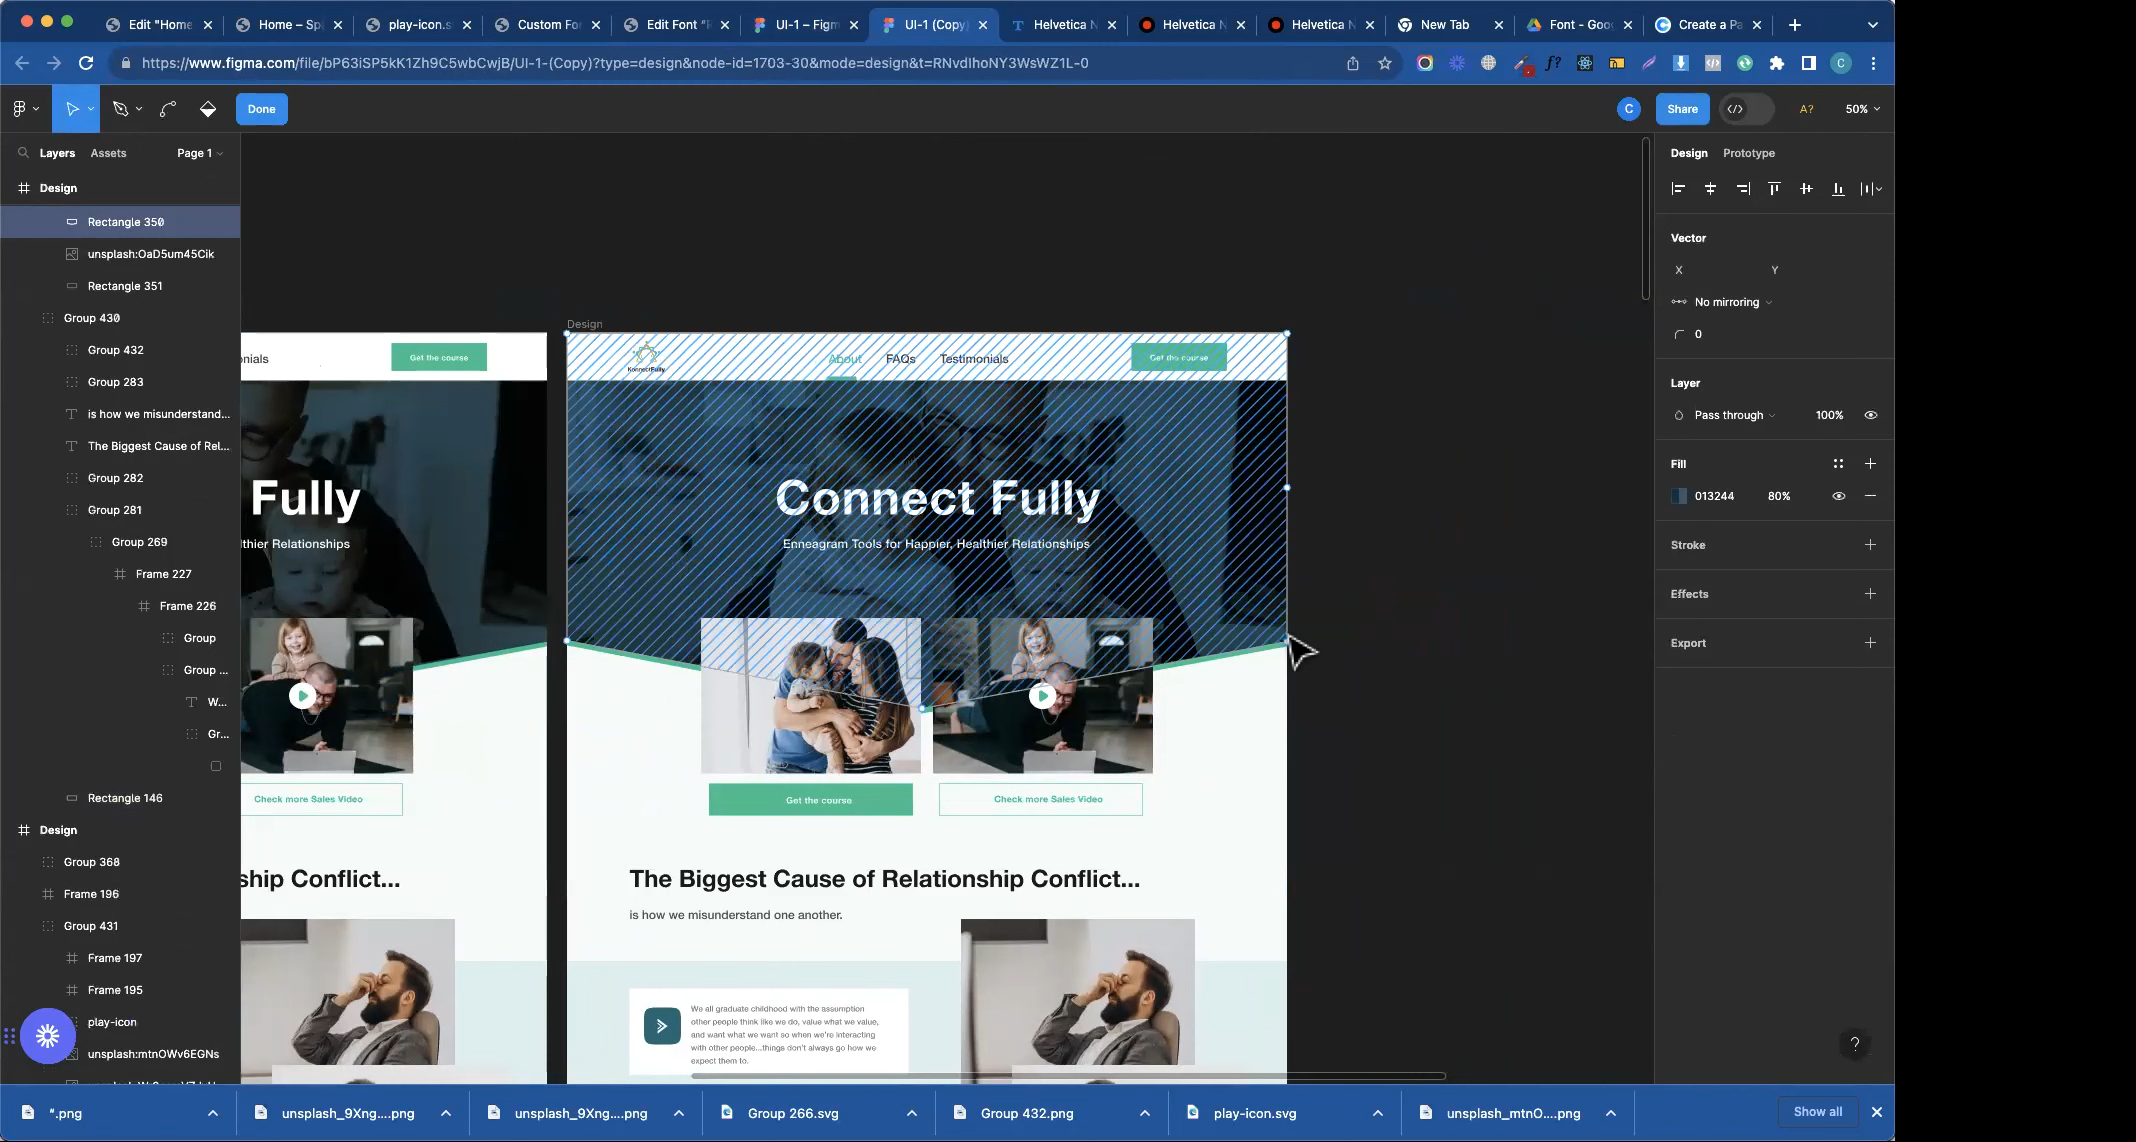 Edit "Home
Home – Sp
play-icon.s
Custom Fo
Edit Font "
UI-1 – Figm
UI-1 (Copy)
Helvetica N
Helvetica N
Helvetica N
New Tab
Font - Goo
Create a Pa
https://www.figma.com/file/bP63iSP5kK1Zh9C5wbCwjB/UI-1-(Copy)?type=design&node-id=1703-30&mode=design&t=RNvdIhoNY3WsWZ1L-0
f?
C
Done
C
Share
A?
50%
Layers
Assets
Page 1
Design
Rectangle 350
unsplash:OaD5um45Cik
Rectangle 351
Group 430
Group 432
Group 283
is how we misunderstand...
The Biggest Cause of Rel...
Group 282
Group 281
Group 269
Frame 227
Frame 226
Group
Group ...
W...
Gr...
Rectangle 146
Design
Group 368
Frame 196
Group 431
Frame 197
Frame 195
play-icon
unsplash:mtnOWv6EGNs
onials
Get the course
Fully
lthier Relationships
Check more Sales Video
ship Conflict...
Design
KonnectFully
About
FAQs
Testimonials
Get the course
Connect Fully
Enneagram Tools for Happier, Healthier Relationships
Get the course
Check more Sales Video
The Biggest Cause of Relationship Conflict...
is how we misunderstand one another.
We all graduate childhood with the assumption
other people think like we do, value what we value,
and want what we want so when we're interacting
with other people...things don't always go how we
expect them to.
Design
Prototype
Vector
X
Y
No mirroring
0
Layer
Pass through
100%
Fill
013244
80%
Stroke
Effects
Export
?
".png
unsplash_9Xng....png
unsplash_9Xng....png
Group 266.svg
Group 432.png
play-icon.svg
unsplash_mtnO....png
Show all